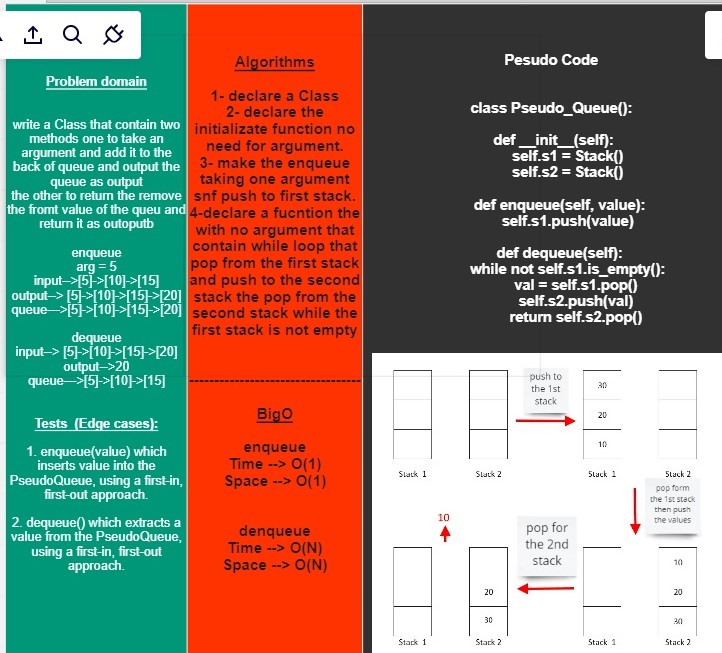 Problem domain
write a Class that contain two
methods one to take an
argument and add it to the
back of queue and output the
queue as output
the other to return the remove
the fromt value of the queu and
return it as outoputb
enqueue
arg = 5
input-->[5]->[10]->[15]
output--> [5]->[10]->[15]->[20]
queue--->[5]->[10]->[15]->[20]
dequeue
input--> [5]->[10]->[15]->[20]
output-->20
queue--->[5]->[10]->[15]
Tests (Edge cases):
1. enqueue(value) which
inserts value into the
PseudoQueue, using a first-in,
first-out approach.
2. dequeue() which extracts a
value from the PseudoQueue,
using a first-in, first-out
approach.
Algorithms
1- declare a Class
2- declare the
initializate function no
need for argument.
3- make the enqueue
taking one argument
snf push to first stack.
4-declare a fucntion the
with no argument that
contain while loop that
pop from the first stack
and push to the second
stack the pop from the
second stack while the
first stack is not empty
BigO
enqueue
Time --> O(1)
Space --> O(1)
denqueue
Time --> O(N)
Space --> O(N)
Pesudo Code
class Pseudo_Queue():
def __init__(self):
self.s1 = Stack()
self.s2 = Stack()
def enqueue(self, value):
self.s1.push(value)
def dequeue(self):
while not self.s1.is_empty():
val = self.s1.pop()
self.s2.push(val)
return self.s2.pop()
push to
the 1st
stack
30
20
10
Stack 1
Stack 2
Stack 1
Stack 2
pop form
the 1st stack
then push
the values
10
pop for
the 2nd
stack
20
30
10
20
30
Stack 1
Stack 2
Stack 1
Stack 2